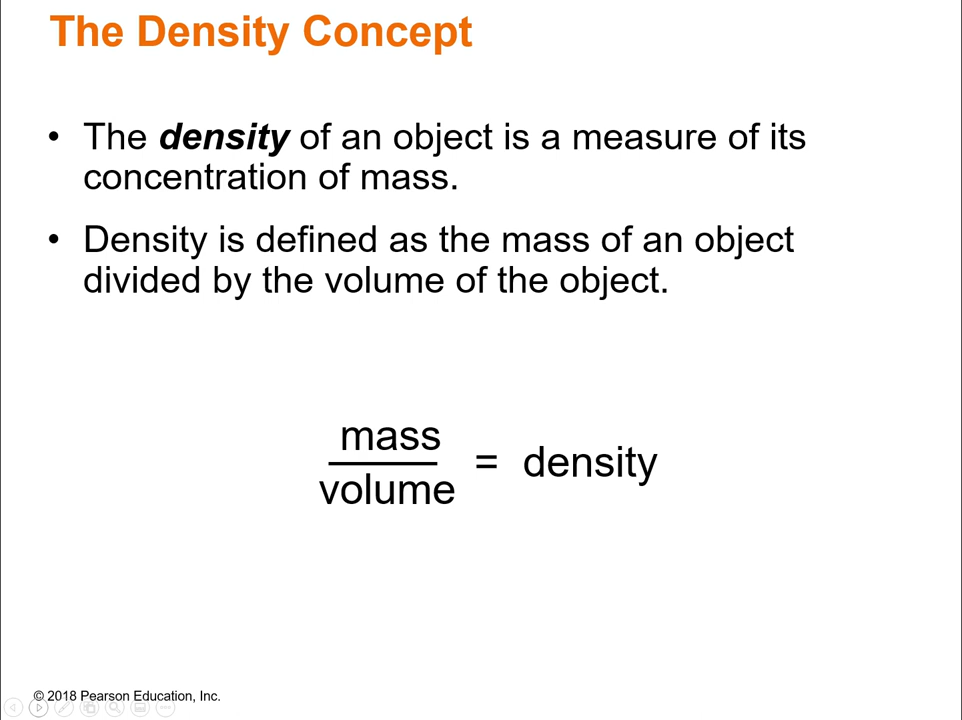 The Density Concept
• The density of an object is a measure of its
concentration of mass.
• Density is defined as the mass of an object
divided by the volume of the object.
mass
volume
= density
© 2018 Pearson Education, Inc.